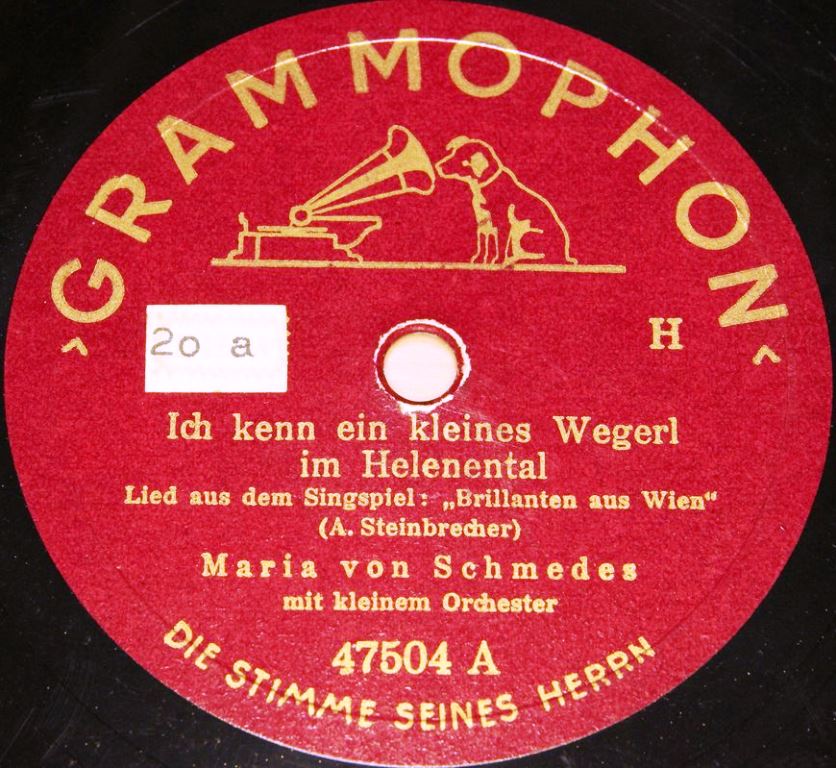 ›GRAMMOPHON‹
2o a
H
Ich kenn ein kleines Wegerl
im Helenental
Lied aus dem Singspiel: „Brillanten aus Wien“
(A. Steinbrecher)
Maria von Schmedes
mit kleinem Orchester
47504 A
DIE STIMME SEINES HERRN